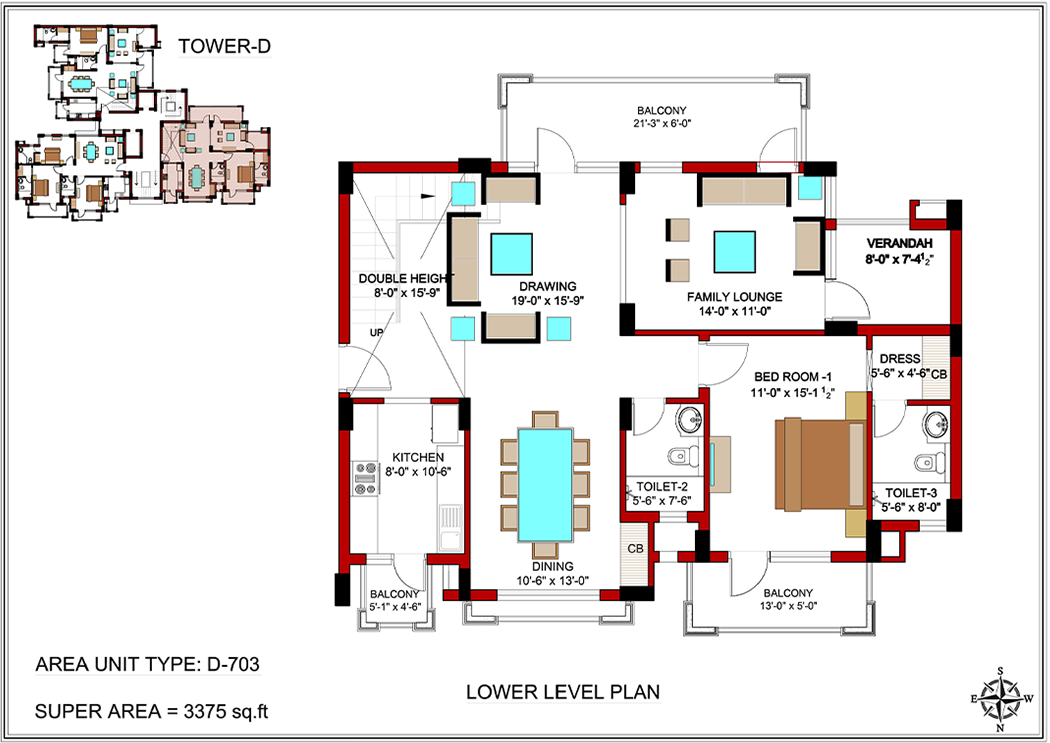 TOWER-D
BALCONY
21'-3" x 6'-0"
VERANDAH
8'-0" x 7'-4 1/2"
DOUBLE HEIGHT
8'-0" x 15'-9"
DRAWING
19'-0" x 15'-9"
FAMILY LOUNGE
14'-0" x 11'-0"
UP
BED ROOM -1
11'-0" x 15'-1 1/2"
DRESS
5'-6" x 4'-6"
CB
KITCHEN
8'-0" x 10'-6"
TOILET-2
5'-6" x 7'-6"
TOILET-3
5'-6" x 8'-0"
CB
DINING
10'-6" x 13'-0"
BALCONY
5'-1" x 4'-6"
BALCONY
13'-0" x 5'-0"
AREA UNIT TYPE: D-703
SUPER AREA = 3375 sq.ft
LOWER LEVEL PLAN
S
E
W
N